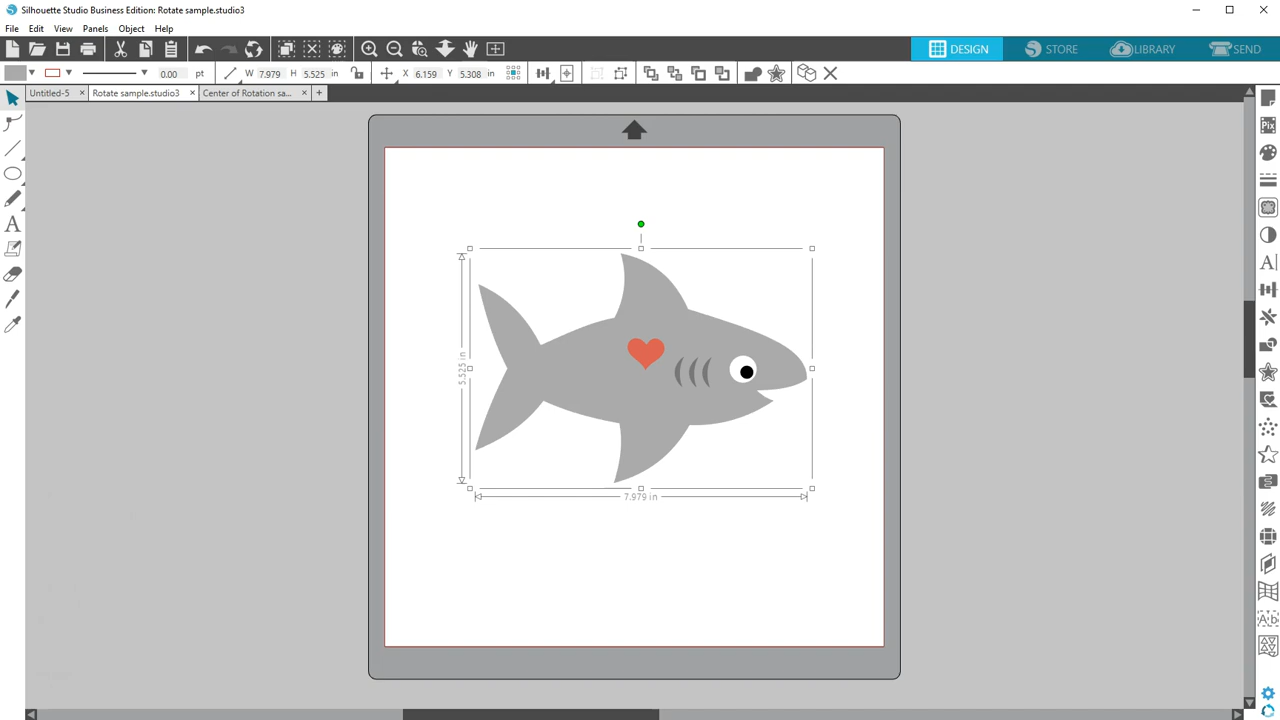 Silhouette Studio Business Edition: Rotate sample.studio3
File Edit View Panels Object Help
DESIGN STORE LIBRARY SEND
0.00 pt W 7.979 H 5.525 in X 6.159 Y 5.308 in
Untitled-5 × Rotate sample.studio3 × Center of Rotation sa... × +
Pix
A
A
5.525 in
7.979 in
Ab